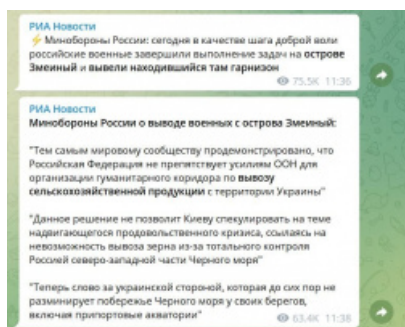 РИА Новости
⚡Минобороны России: сегодня в качестве шага доброй воли
российские военные завершили выполнение задач на острове
Змеиный и вывели находившийся там гарнизон
75.5K 11:36
РИА Новости
Минобороны России о выводе военных с острова Змеиный:
"Тем самым мировому сообществу продемонстрировано, что
Российская Федерация не препятствует усилиям ООН для
организации гуманитарного коридора по вывозу
сельскохозяйственной продукции с территории Украины"
"Данное решение не позволит Киеву спекулировать на теме
надвигающегося продовольственного кризиса, ссылаясь на
невозможность вывоза зерна из-за тотального контроля
Россией северо-западной части Черного моря"
"Теперь слово за украинской стороной, которая до сих пор не
разминирует побережье Черного моря у своих берегов,
включая припортовые акватории"
63.4K 11:38